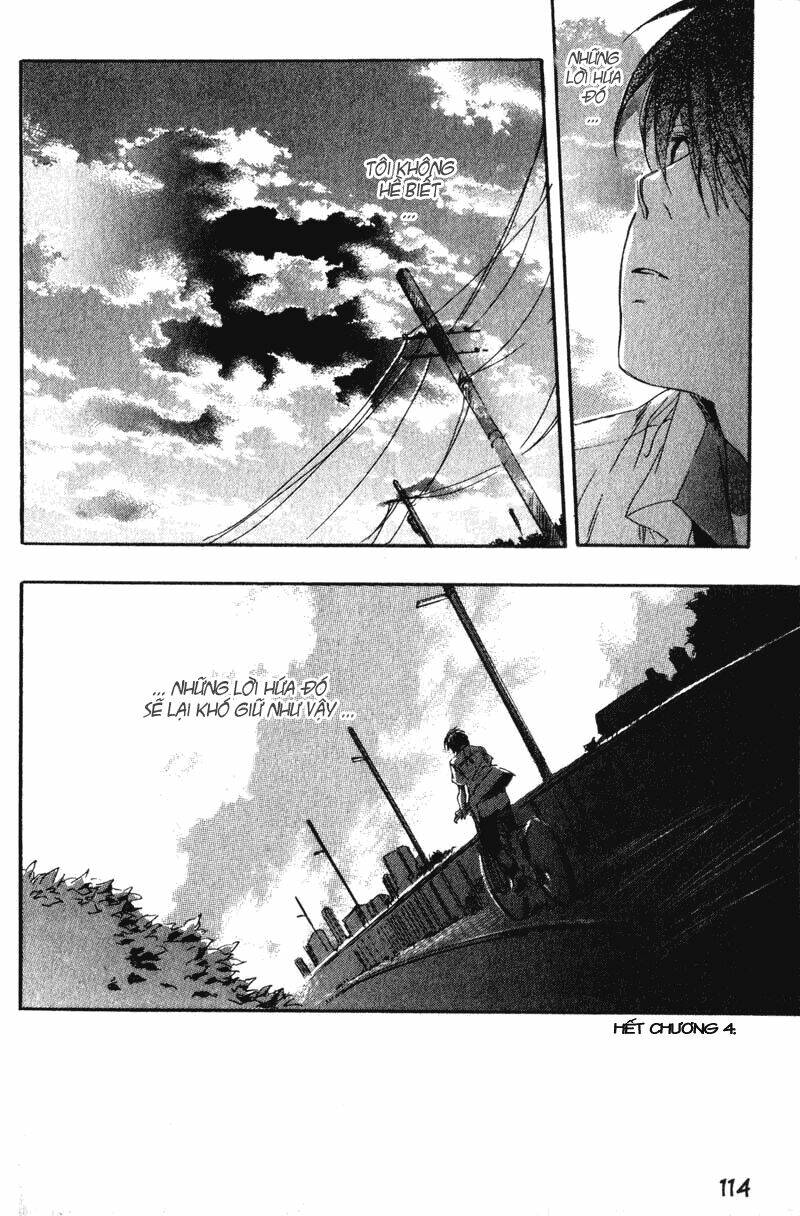 NHỮNG
LỜI HỨA
ĐÓ
...
TÔI KHÔNG
HỀ BIẾT
...
... NHỮNG LỜI HỨA ĐÓ
SẼ LẠI KHÓ GIỮ NHƯ VẬY ...
HẾT CHƯƠNG 4.
114